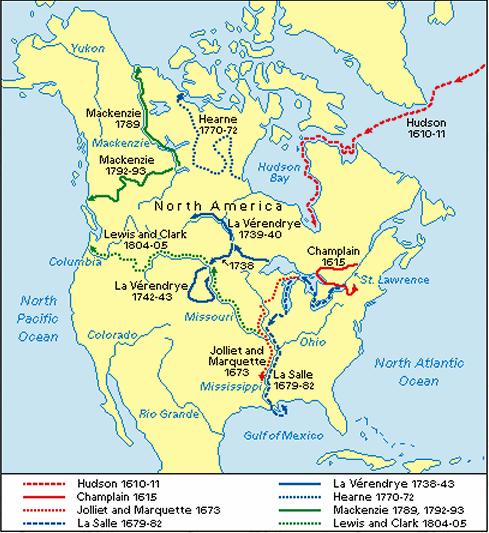 Yukon
Mackenzie
1789
Mackenzie
Mackenzie
1792-93
Hearne
1770-72
Hudson
1610-11
Hudson
Bay
North America
La Vérendrye
1739-40
Lewis and Clark
1804-05
Champlain
1615
Columbia
1738
St. Lawrence
La Vérendrye
1742-43
North
Pacific
Ocean
Missouri
Colorado
Ohio
Jolliet and
Marquette
1673
Mississippi
La Salle
1679-82
North Atlantic
Ocean
Rio Grande
Gulf of Mexico
Hudson 1610-11
Champlain 1615
Jolliet and Marquette 1673
La Salle 1679-82
La Vérendrye 1738-43
Hearne 1770-72
Mackenzie 1789, 1792-93
Lewis and Clark 1804-05